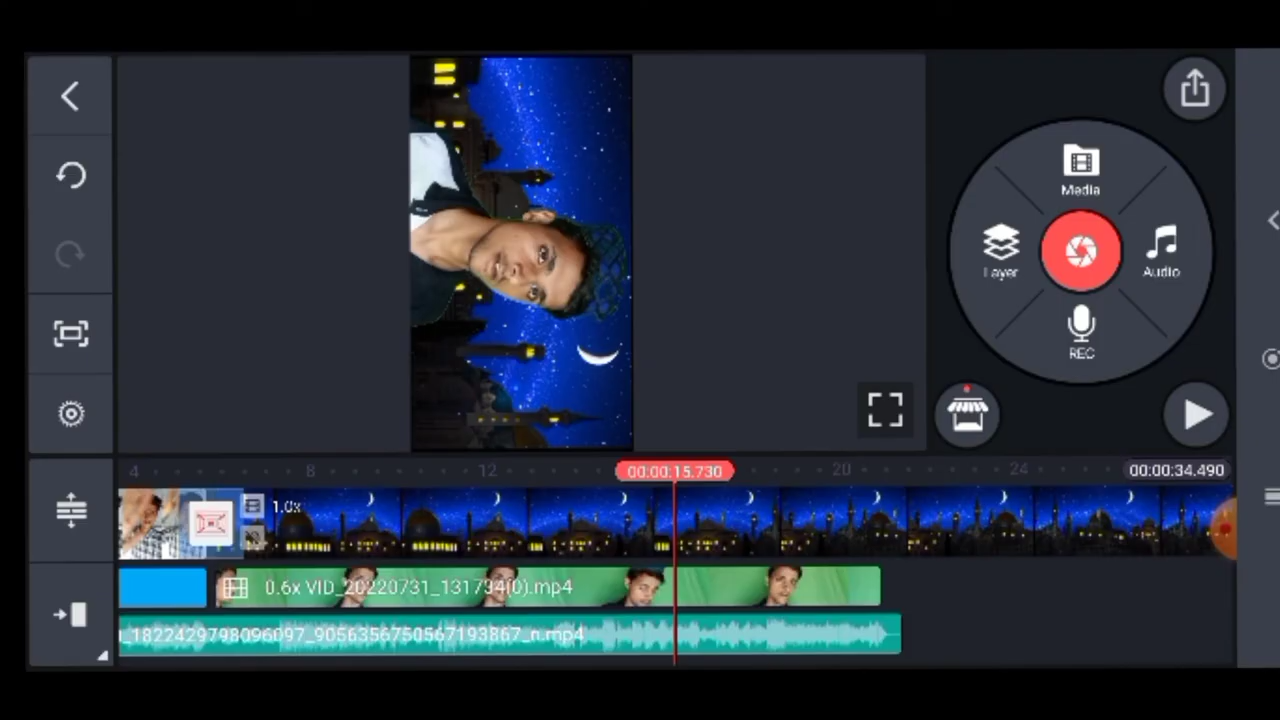 Media
Layer
Audio
REC
4
8
12
00:00:15.730
20
24
00:00:34.490
1.0x
0.6x VID_20220731_131734(0).mp4
_1822429798096097_9056356750567193867_n.mp4